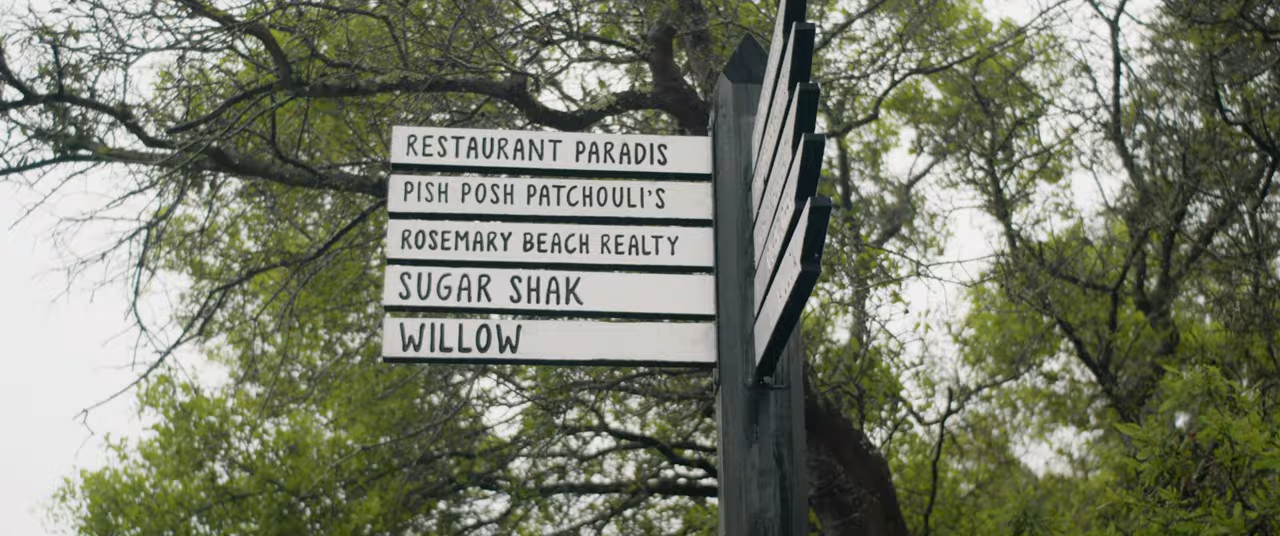 RESTAURANT PARADIS
PISH POSH PATCHOULI'S
ROSEMARY BEACH REALTY
SUGAR SHAK
WILLOW